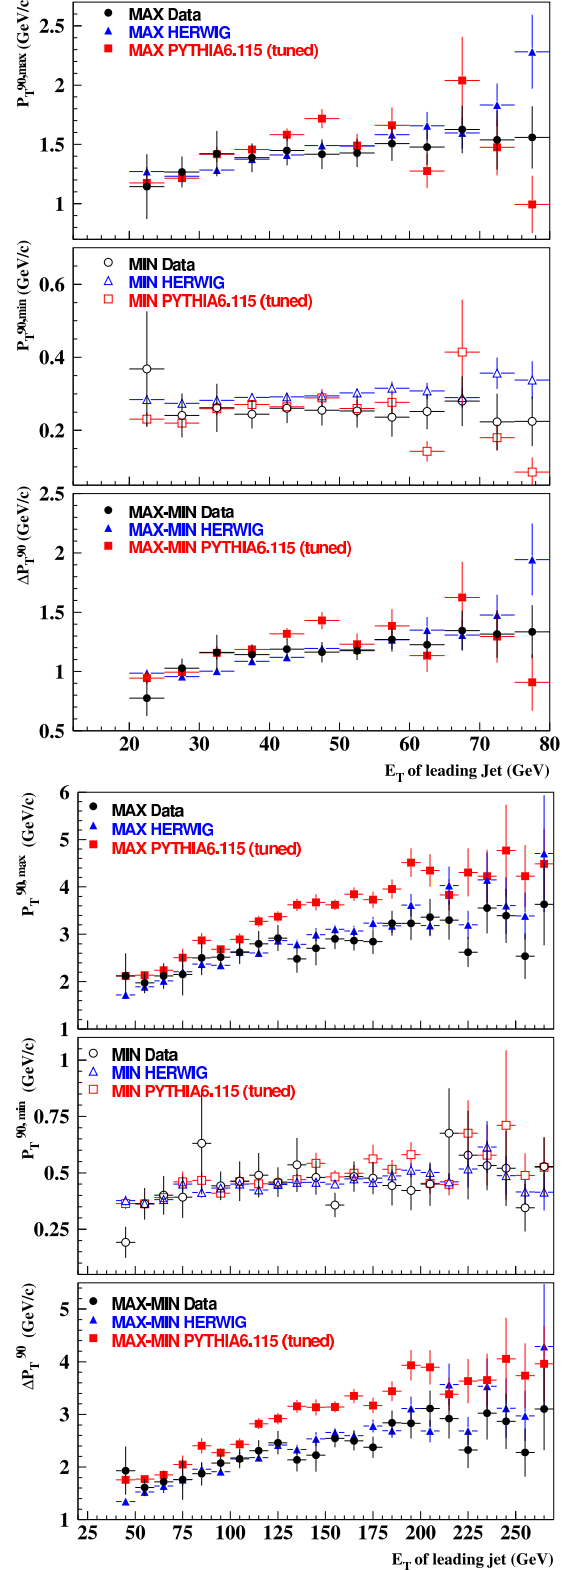 P_T^90,max (GeV/c)
2.5
2
1.5
1
MAX Data
MAX HERWIG
MAX PYTHIA6.115 (tuned)
P_T^90,min (GeV/c)
0.6
0.4
0.2
MIN Data
MIN HERWIG
MIN PYTHIA6.115 (tuned)
ΔP_T^90 (GeV/c)
2.5
2
1.5
1
0.5
MAX-MIN Data
MAX-MIN HERWIG
MAX-MIN PYTHIA6.115 (tuned)
20 30 40 50 60 70 80
E_T of leading Jet (GeV)
P_T^90,max (GeV/c)
6
5
4
3
2
1
MAX Data
MAX HERWIG
MAX PYTHIA6.115 (tuned)
P_T^90,min (GeV/c)
1
0.75
0.5
0.25
MIN Data
MIN HERWIG
MIN PYTHIA6.115 (tuned)
ΔP_T^90 (GeV/c)
5
4
3
2
1
MAX-MIN Data
MAX-MIN HERWIG
MAX-MIN PYTHIA6.115 (tuned)
25 50 75 100 125 150 175 200 225 250
E_T of leading jet (GeV)